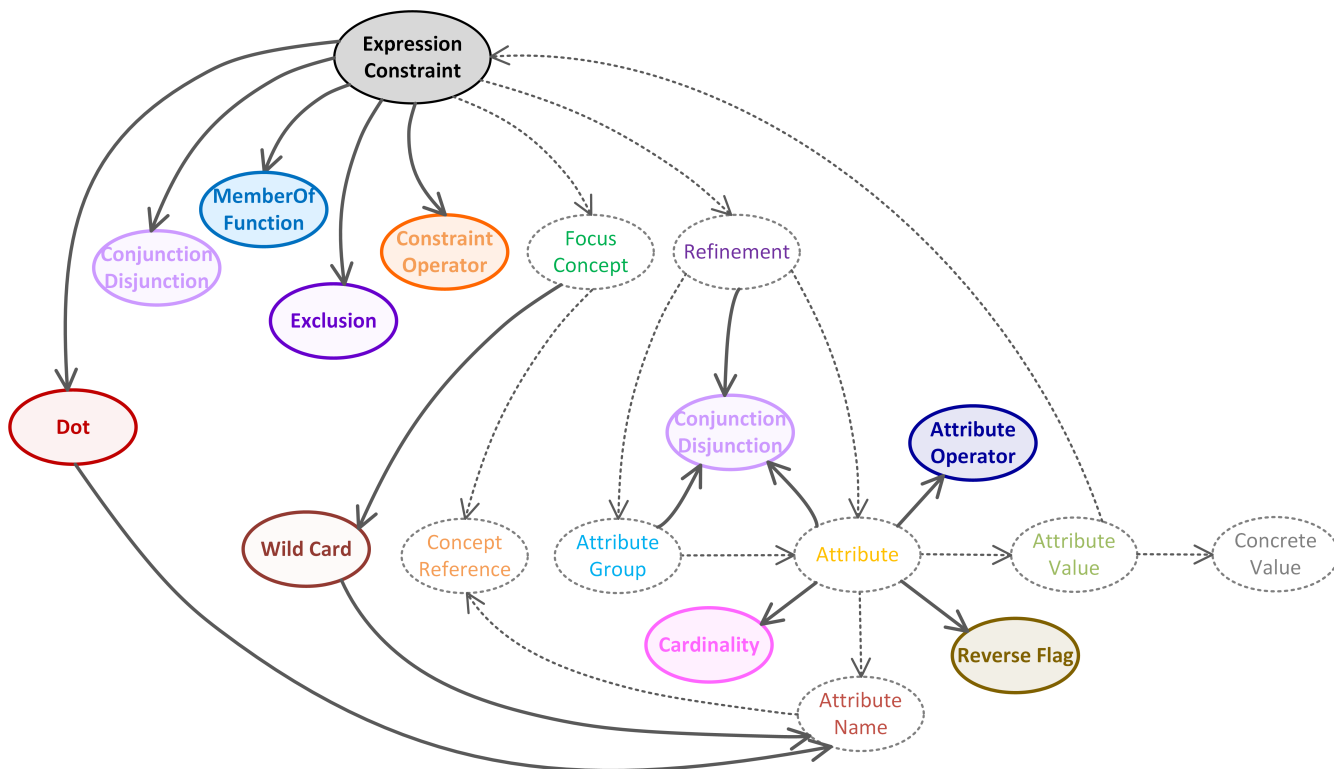 Expression
Constraint
MemberOf
Function
Conjunction
Disjunction
Constraint
Operator
Focus
Concept
Refinement
Exclusion
Dot
Conjunction
Disjunction
Attribute
Operator
Wild Card
Concept
Reference
Attribute
Group
Attribute
Attribute
Value
Concrete
Value
Cardinality
Reverse Flag
Attribute
Name